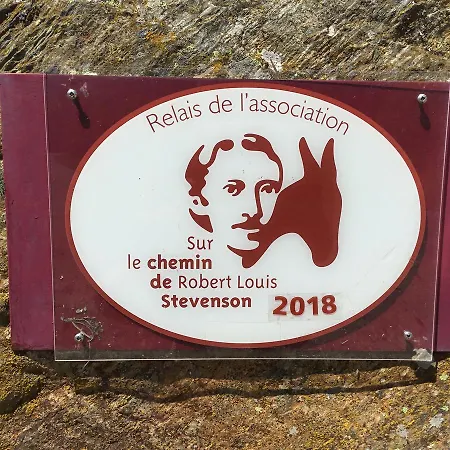 Relais de l'association
Sur
le chemin
de Robert Louis
Stevenson 2018